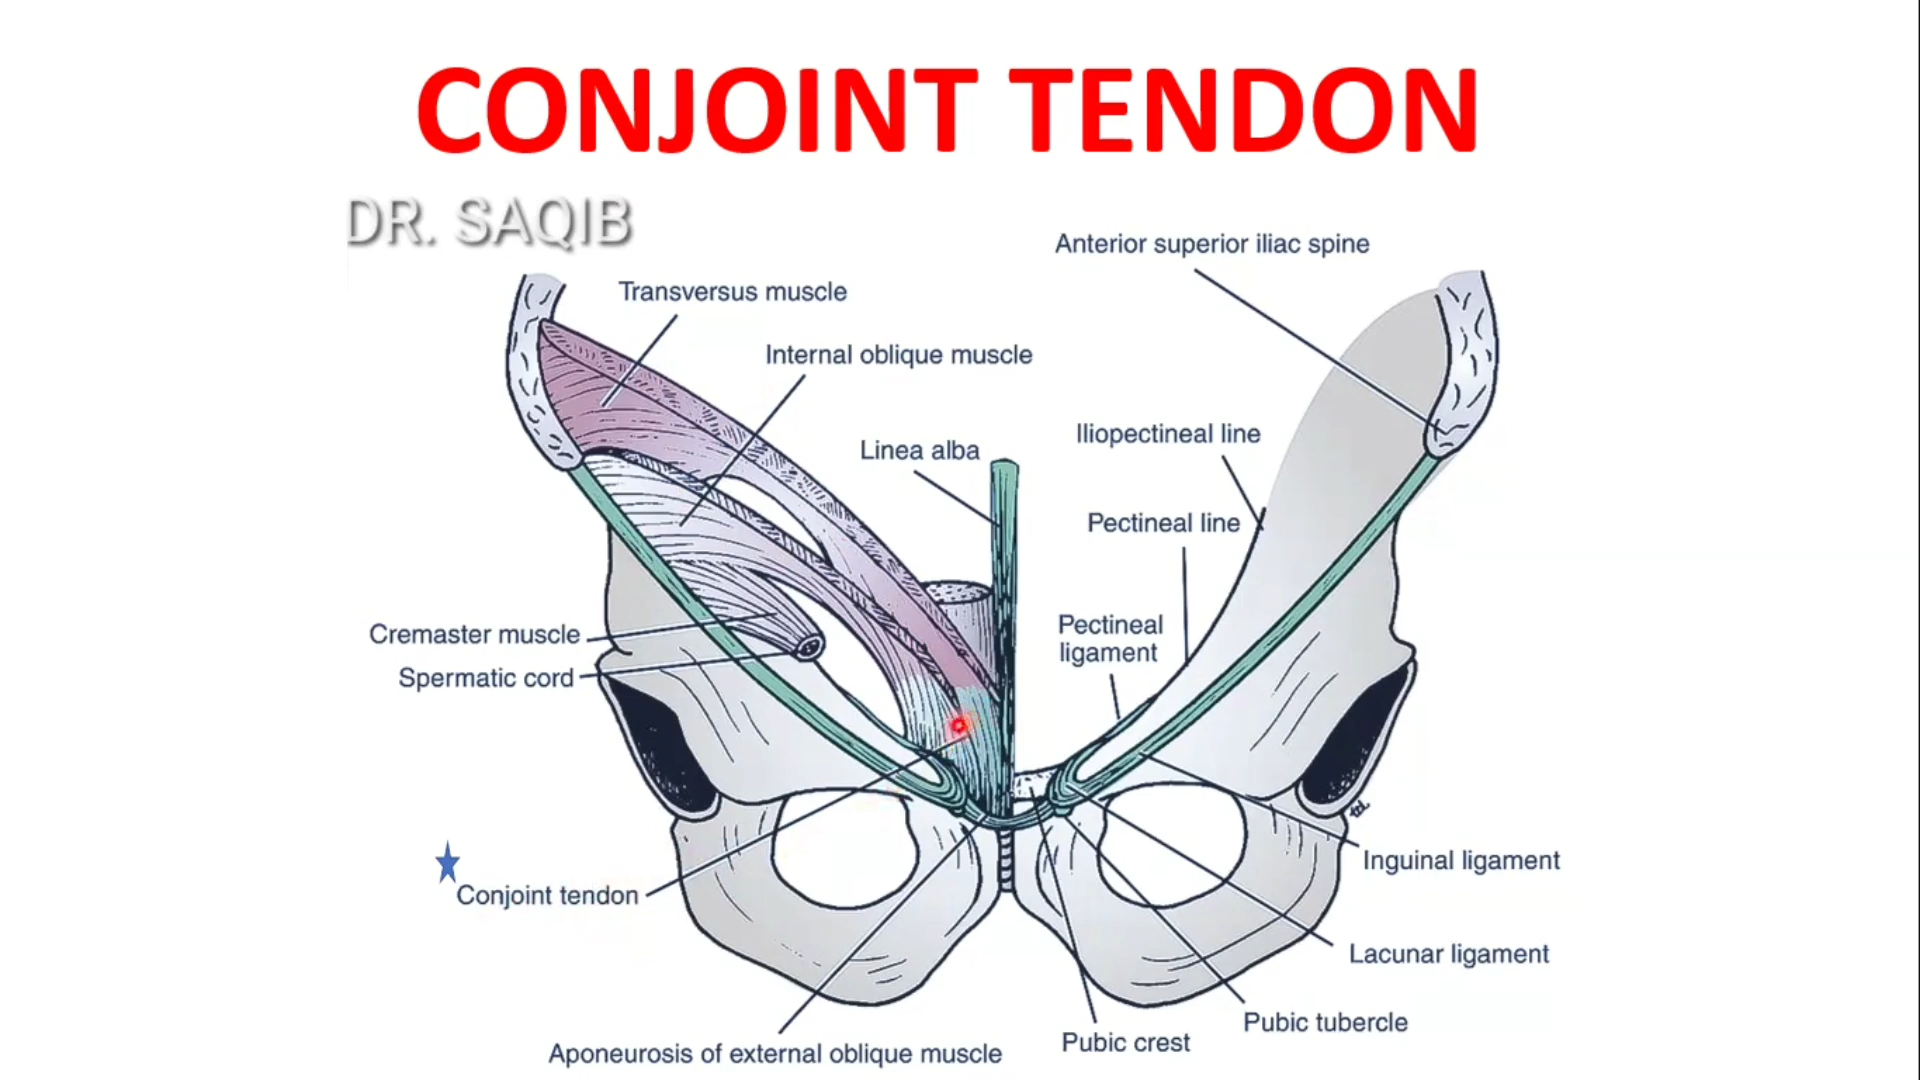 CONJOINT TENDON
DR. SAQIB
Anterior superior iliac spine
Transversus muscle
Internal oblique muscle
Linea alba
Iliopectineal line
Pectineal line
Pectineal
ligament
Cremaster muscle
Spermatic cord
Conjoint tendon
Inguinal ligament
Lacunar ligament
Pubic tubercle
Pubic crest
Aponeurosis of external oblique muscle